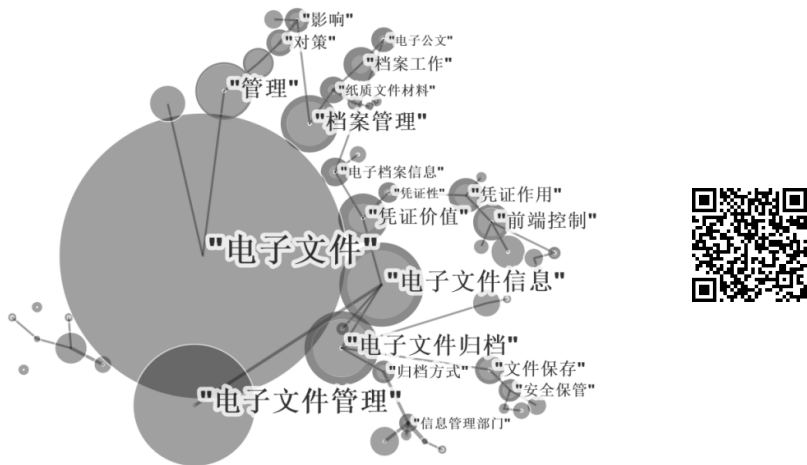 "影响"
"对策"
"电子公文"
"档案工作"
"管理"
"纸质文件材料"
"档案管理"
"电子档案信息"
"凭证性"
"凭证作用"
"凭证价值"
"前端控制"
"电子文件"
"电子文件信息"
"电子文件归档"
"归档方式"
"文件保存"
"安全保管"
"电子文件管理"
"信息管理部门"